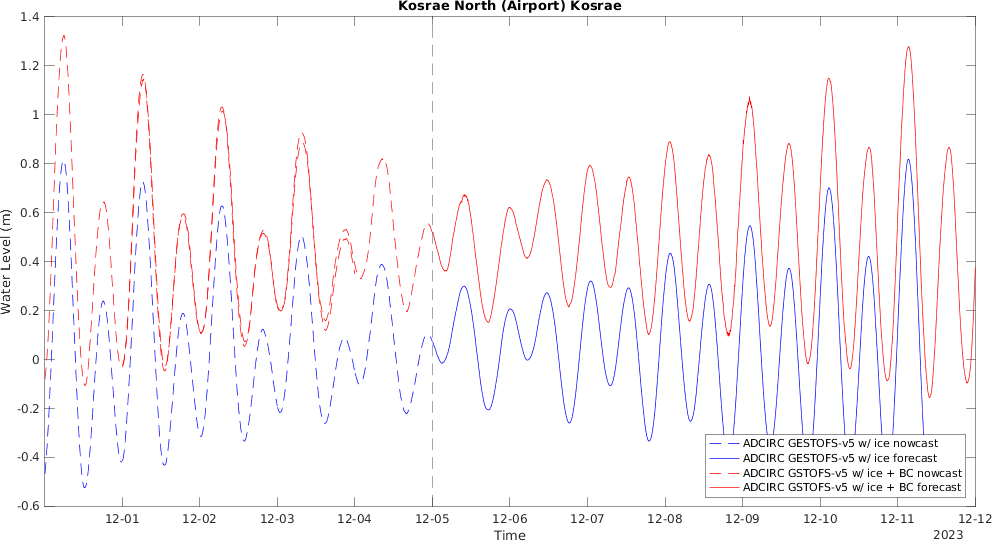 Kosrae North (Airport) Kosrae
1.4
1.2
1
0.8
0.6
0.4
0.2
0
-0.2
-0.4
-0.6
Water Level (m)
ADCIRC GESTOFS-v5 w/ ice nowcast
ADCIRC GESTOFS-v5 w/ ice forecast
ADCIRC GSTOFS-v5 w/ ice + BC nowcast
ADCIRC GSTOFS-v5 w/ ice + BC forecast
12-01 12-02 12-03 12-04 12-05 12-06 12-07 12-08 12-09 12-10 12-11 12-12
Time
2023